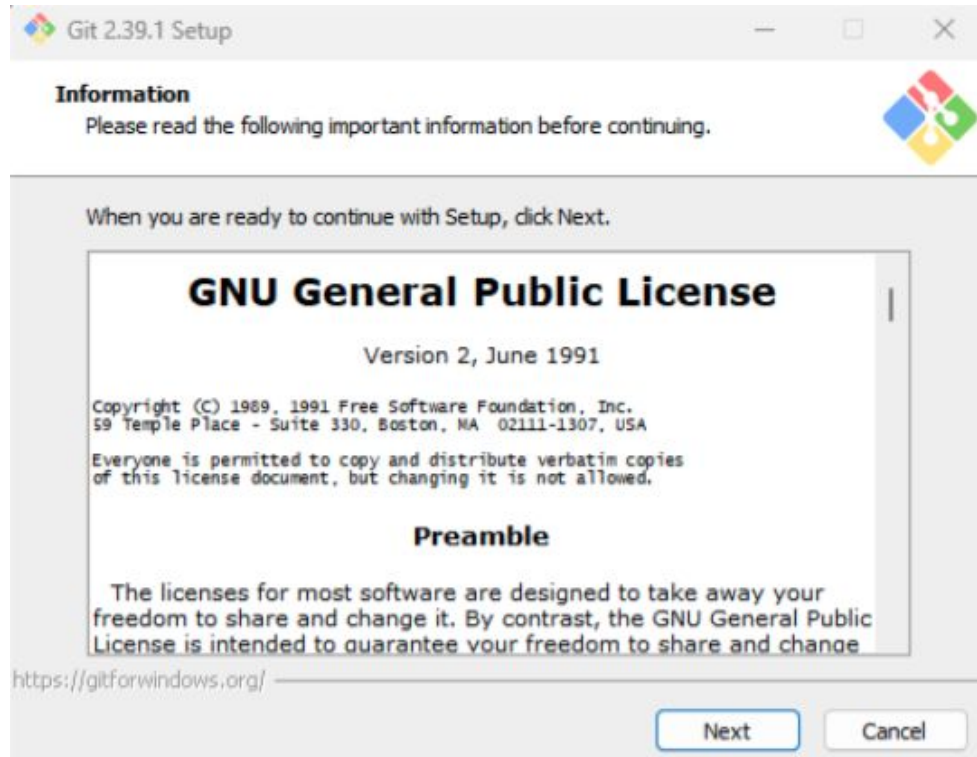 Git 2.39.1 Setup
Information
Please read the following important information before continuing.
When you are ready to continue with Setup, click Next.
GNU General Public License
Version 2, June 1991
Copyright (C) 1989, 1991 Free Software Foundation, Inc.
59 Temple Place - Suite 330, Boston, MA 02111-1307, USA
Everyone is permitted to copy and distribute verbatim copies
of this license document, but changing it is not allowed.
Preamble
The licenses for most software are designed to take away your
freedom to share and change it. By contrast, the GNU General Public
License is intended to guarantee your freedom to share and change
https://gitforwindows.org/
Next
Cancel